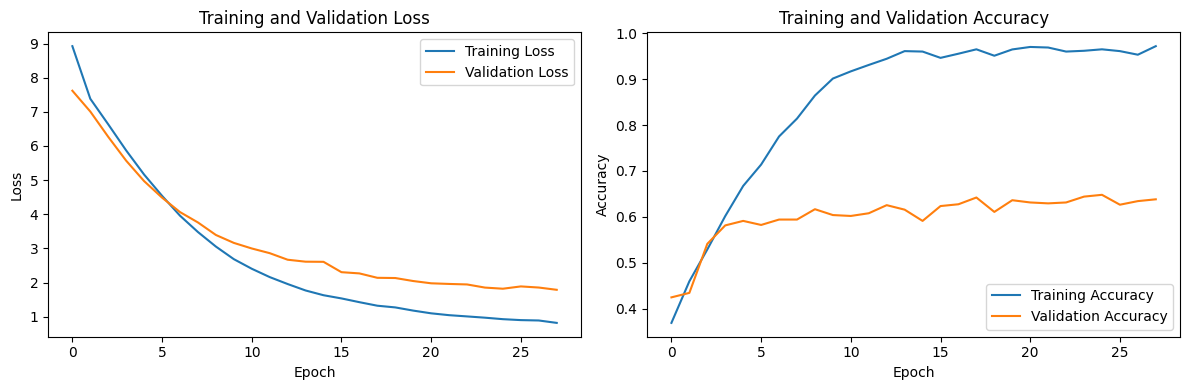 Training and Validation Loss
9
8
7
6
5
4
3
2
1
Loss
Training Loss
Validation Loss
0
5
10
15
20
25
Epoch
Training and Validation Accuracy
1.0
0.9
0.8
0.7
0.6
0.5
0.4
Accuracy
Training Accuracy
Validation Accuracy
0
5
10
15
20
25
Epoch